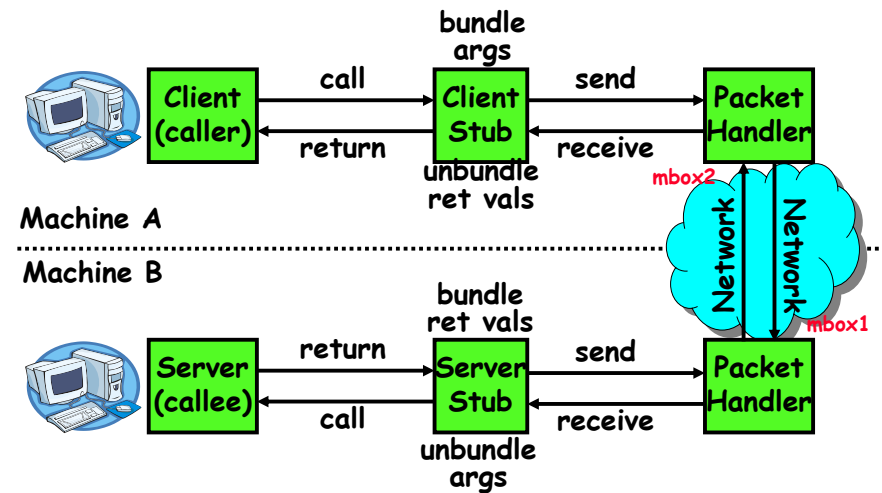 bundle
args
call
send
Client
(caller)
Client
Stub
Packet
Handler
return
receive
unbundle
ret vals
mbox2
Machine A
Network
Network
Machine B
bundle
ret vals
mbox1
return
send
Server
(callee)
Server
Stub
Packet
Handler
call
receive
unbundle
args